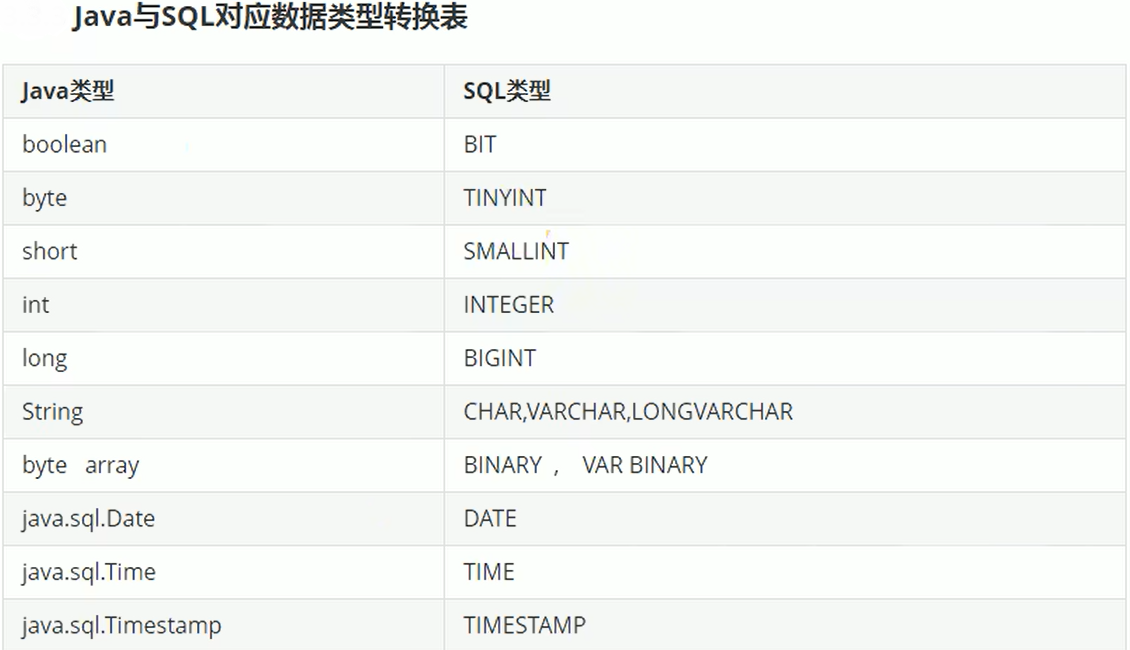 Java与SQL对应数据类型转换表
Java类型 SQL类型
boolean BIT
byte TINYINT
short SMALLINT
int INTEGER
long BIGINT
String CHAR,VARCHAR,LONGVARCHAR
byte array BINARY , VAR BINARY
java.sql.Date DATE
java.sql.Time TIME
java.sql.Timestamp TIMESTAMP